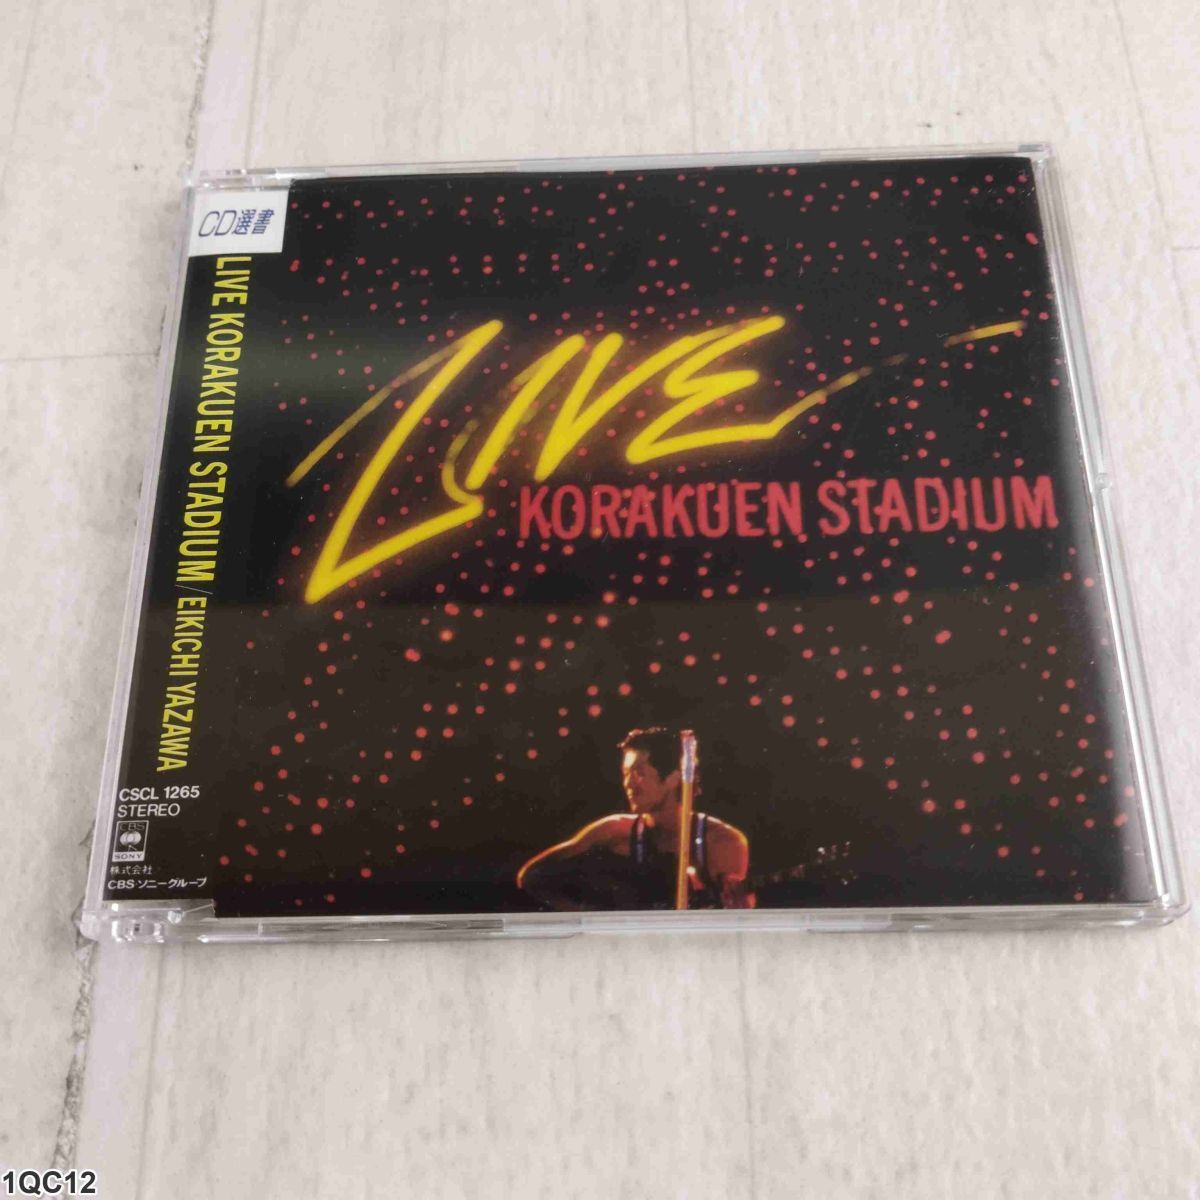 CD選書
LIVE KORAKUEN STADIUM/EIKICHI YAZAWA
CSCL 1265
STEREO
CBS
SONY
株式会社
CBS・ソニーグループ
LIVE
KORAKUEN STADIUM
1QC12